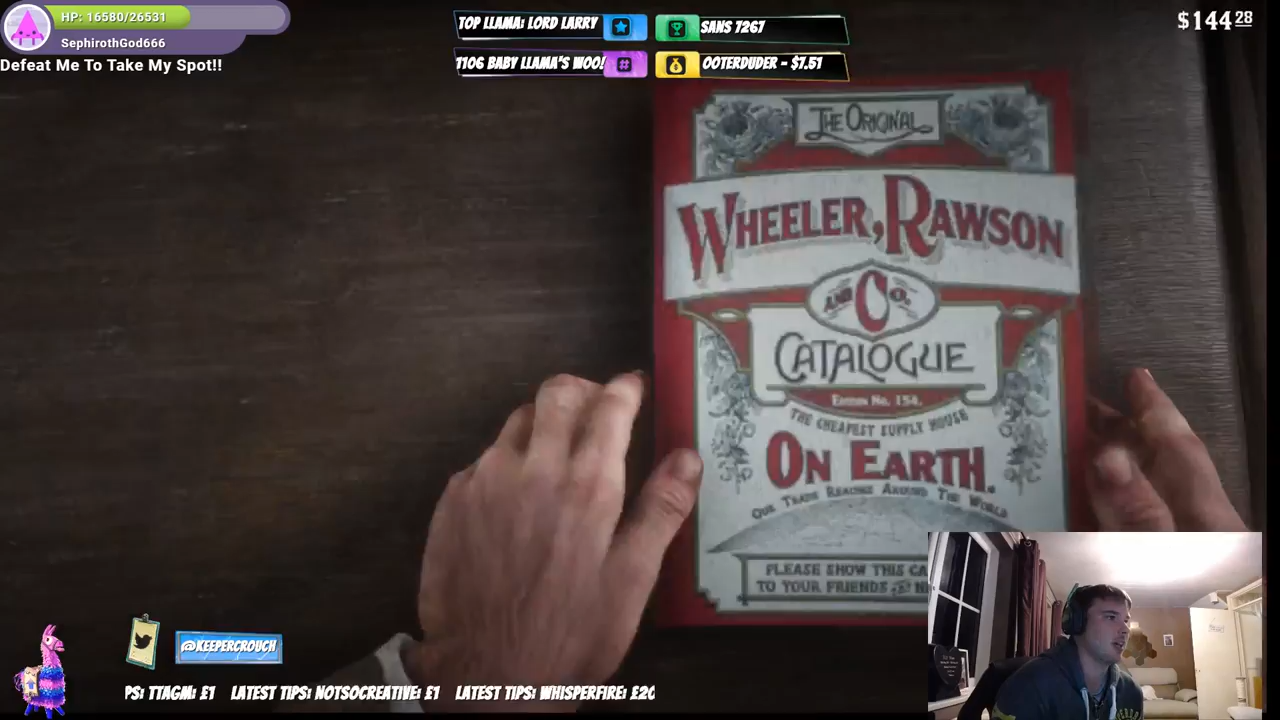 HP: 16580/26531
SephirothGod666
Defeat Me To Take My Spot!!
TOP LLAMA: LORD LARRY
SANS 7267
1106 BABY LLAMA'S WOO!
OOTERDUDER - $7.51
$144 28
THE ORIGINAL
WHEELER, RAWSON
AND Co.
CATALOGUE
EDITION No. 154.
THE CHEAPEST SUPPLY HOUSE
ON EARTH.
OUR TRADE REACHES AROUND THE WORLD
PLEASE SHOW THIS CA
TO YOUR FRIENDS
@KEEPERCROUCH
PS: TTAGM: £1 LATEST TIPS: NOTSOCREATIVE: £1 LATEST TIPS: WHISPERFIRE: £20